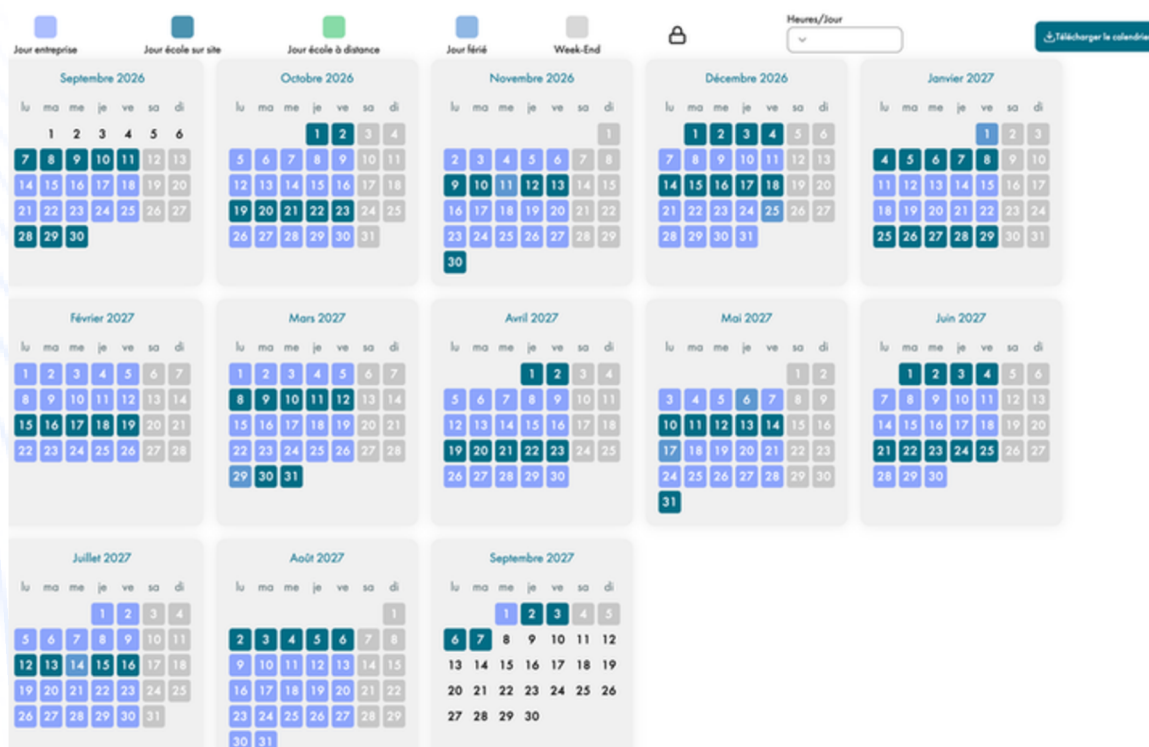 Heures/Jour
Jour entreprise Jour école sur site Jour école à distance Jour férié Week-End
Télécharger le calendrier
Septembre 2026
lu ma me je ve sa di
1 2 3 4 5 6
7 8 9 10 11 12 13
14 15 16 17 18 19 20
21 22 23 24 25 26 27
28 29 30
Octobre 2026
lu ma me je ve sa di
1 2 3 4
5 6 7 8 9 10 11
12 13 14 15 16 17 18
19 20 21 22 23 24 25
26 27 28 29 30 31
Novembre 2026
lu ma me je ve sa di
1
2 3 4 5 6 7 8
9 10 11 12 13 14 15
16 17 18 19 20 21 22
23 24 25 26 27 28 29
30
Décembre 2026
lu ma me je ve sa di
1 2 3 4 5 6
7 8 9 10 11 12 13
14 15 16 17 18 19 20
21 22 23 24 25 26 27
28 29 30 31
Janvier 2027
lu ma me je ve sa di
1 2 3
4 5 6 7 8 9 10
11 12 13 14 15 16 17
18 19 20 21 22 23 24
25 26 27 28 29 30 31
Février 2027
lu ma me je ve sa di
1 2 3 4 5 6 7
8 9 10 11 12 13 14
15 16 17 18 19 20 21
22 23 24 25 26 27 28
Mars 2027
lu ma me je ve sa di
1 2 3 4 5 6 7
8 9 10 11 12 13 14
15 16 17 18 19 20 21
22 23 24 25 26 27 28
29 30 31
Avril 2027
lu ma me je ve sa di
1 2 3 4
5 6 7 8 9 10 11
12 13 14 15 16 17 18
19 20 21 22 23 24 25
26 27 28 29 30
Mai 2027
lu ma me je ve sa di
1 2
3 4 5 6 7 8 9
10 11 12 13 14 15 16
17 18 19 20 21 22 23
24 25 26 27 28 29 30
31
Juin 2027
lu ma me je ve sa di
1 2 3 4 5 6
7 8 9 10 11 12 13
14 15 16 17 18 19 20
21 22 23 24 25 26 27
28 29 30
Juillet 2027
lu ma me je ve sa di
1 2 3 4
5 6 7 8 9 10 11
12 13 14 15 16 17 18
19 20 21 22 23 24 25
26 27 28 29 30 31
Août 2027
lu ma me je ve sa di
1
2 3 4 5 6 7 8
9 10 11 12 13 14 15
16 17 18 19 20 21 22
23 24 25 26 27 28 29
30 31
Septembre 2027
lu ma me je ve sa di
1 2 3 4 5
6 7 8 9 10 11 12
13 14 15 16 17 18 19
20 21 22 23 24 25 26
27 28 29 30